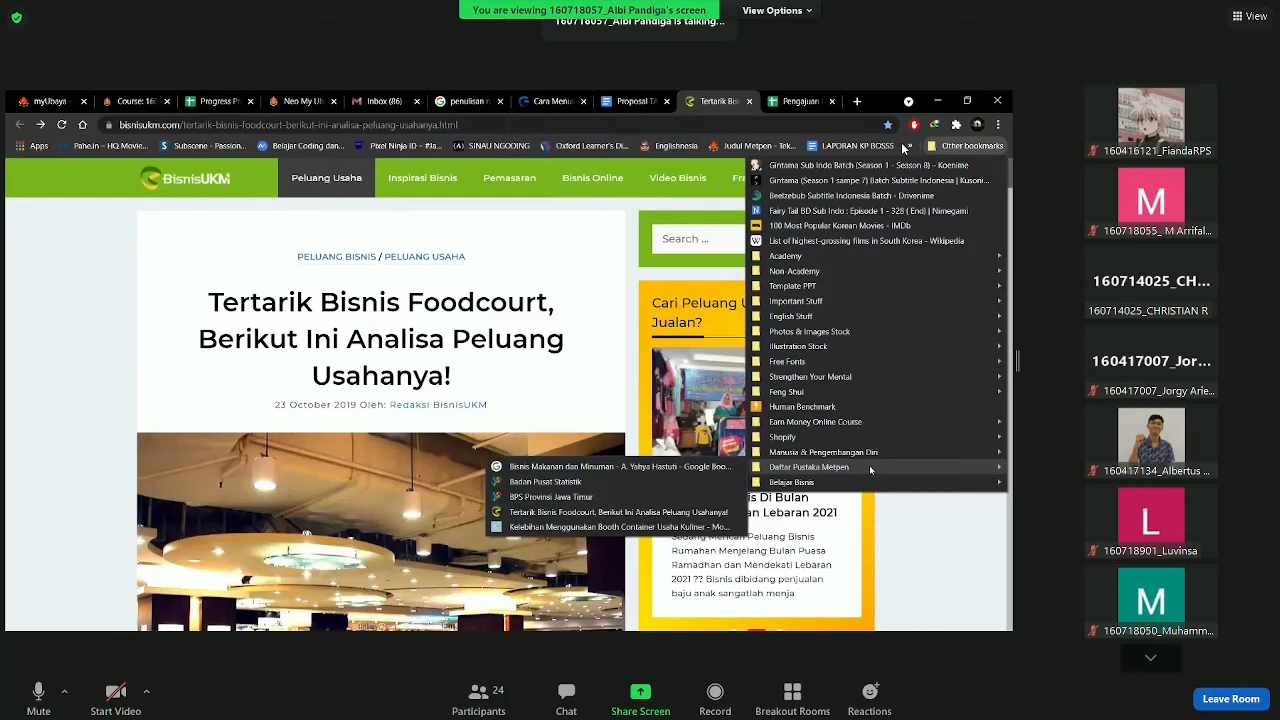 You are viewing 160718057_Albi Pandiga's screen
View Options
160718057_Albi Pandiga is talking...
View
myUbaya -
Course: 160
Progress Pr
Neo My Ub
Inbox (86)
penulisan n
Cara Menu
Proposal TA
Tertarik Bis
Pengajuan
bisnisukm.com/tertarik-bisnis-foodcourt-berikut-ini-analisa-peluang-usahanya.html
Apps
Pahe.in – HQ Movie...
Subscene - Passion...
Belajar Coding dan...
Pixel Ninja ID – #Ja...
SINAU NGODING
Oxford Learner's Di...
Englishnesia
Judul Metpen - Tek...
LAPORAN KP BOSSS
»
Other bookmarks
BisnisUKM
Peluang Usaha
Inspirasi Bisnis
Pemasaran
Bisnis Online
Video Bisnis
Fra
PELUANG BISNIS / PELUANG USAHA
Tertarik Bisnis Foodcourt,
Berikut Ini Analisa Peluang
Usahanya!
23 October 2019 Oleh: Redaksi BisnisUKM
Search ...
Cari Peluang U
Jualan?
is Di Bulan
an Lebaran 2021
Sedang Mencari Peluang Bisnis
Rumahan Menjelang Bulan Puasa
Ramadhan dan Mendekati Lebaran
2021 ?? Bisnis dibidang penjualan
baju anak sangatlah menja
Gintama Sub Indo Batch (Season 1 - Season 8) – Koenime
Gintama (Season 1 sampe 7) Batch Subtitle Indonesia | Kusoni...
Beelzebub Subtitle Indonesia Batch - Drivenime
Fairy Tail BD Sub Indo : Episode 1 - 328 ( End) | Nimegami
100 Most Popular Korean Movies - IMDb
List of highest-grossing films in South Korea - Wikipedia
Academy
Non-Academy
Template PPT
Important Stuff
English Stuff
Photos & Images Stock
Illustration Stock
Free Fonts
Strengthen Your Mental
Feng Shui
Human Benchmark
Earn Money Online Course
Shopify
Manusia & Pengembangan Diri
Daftar Pustaka Metpen
Belajar Bisnis
Bisnis Makanan dan Minuman - A. Yahya Hastuti - Google Boo...
Badan Pusat Statistik
BPS Provinsi Jawa Timur
Tertarik Bisnis Foodcourt, Berikut Ini Analisa Peluang Usahanya!
Kelebihan Menggunakan Booth Container Usaha Kuliner - Mo...
160416121_FiandaRPS
M
160718055_M Arrifal...
160714025_CH...
160714025_CHRISTIAN R
160417007_Jorg...
160417007_Jorgy Arie...
160417134_Albertus ...
L
160718901_Luvinsa
M
160718050_Muhamm...
Mute
Start Video
24
Participants
Chat
Share Screen
Record
Breakout Rooms
Reactions
Leave Room